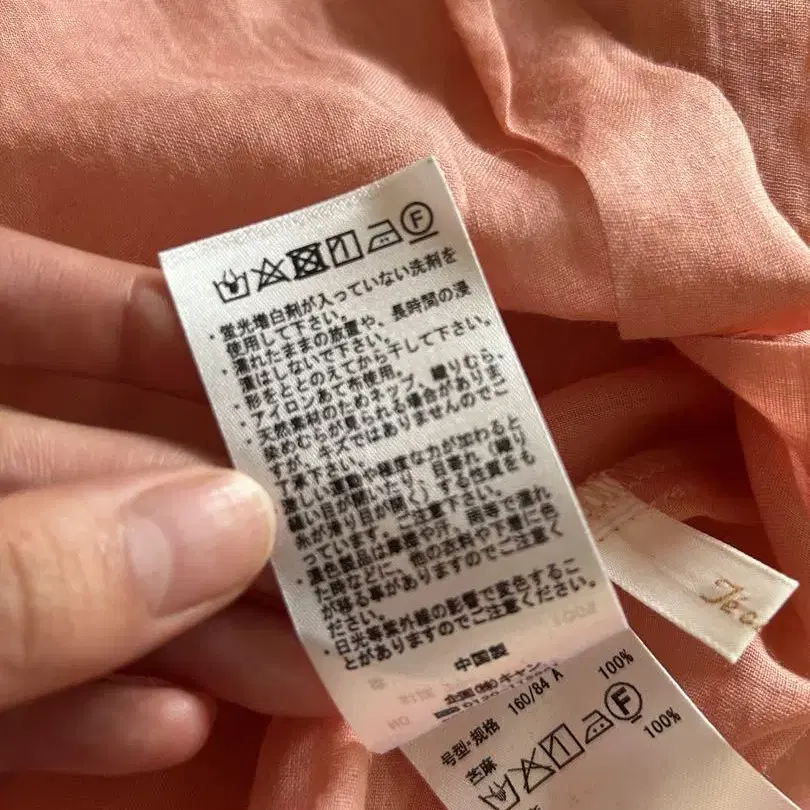 ・蛍光増白剤が入っていない洗剤を
使用して下さい。
・濡れたままの放置や、長時間の浸
漬はしないで下さい。
・形をととのえてから干して下さい。
・アイロンあて布使用。
・天然素材のためネップ、織りむら、
染めむらが見られる場合がありま
すが、キズではありませんのでご
了承下さい。
・激しい運動や極度な力が加わると
縫い目が開いたり、目寄れ（織り
糸が滑り目が開く）する性質をも
っています。ご注意下さい。
・濃色製品は摩擦や汗、雨等で濡れ
た時などに、他の衣料や下着に色
が移る事がありますのでご注意く
ださい。
・日光等紫外線の影響で変色するこ
とがありますのでご注意ください。
中国製
号型·规格 160/84 A
100%
芝麻
100%